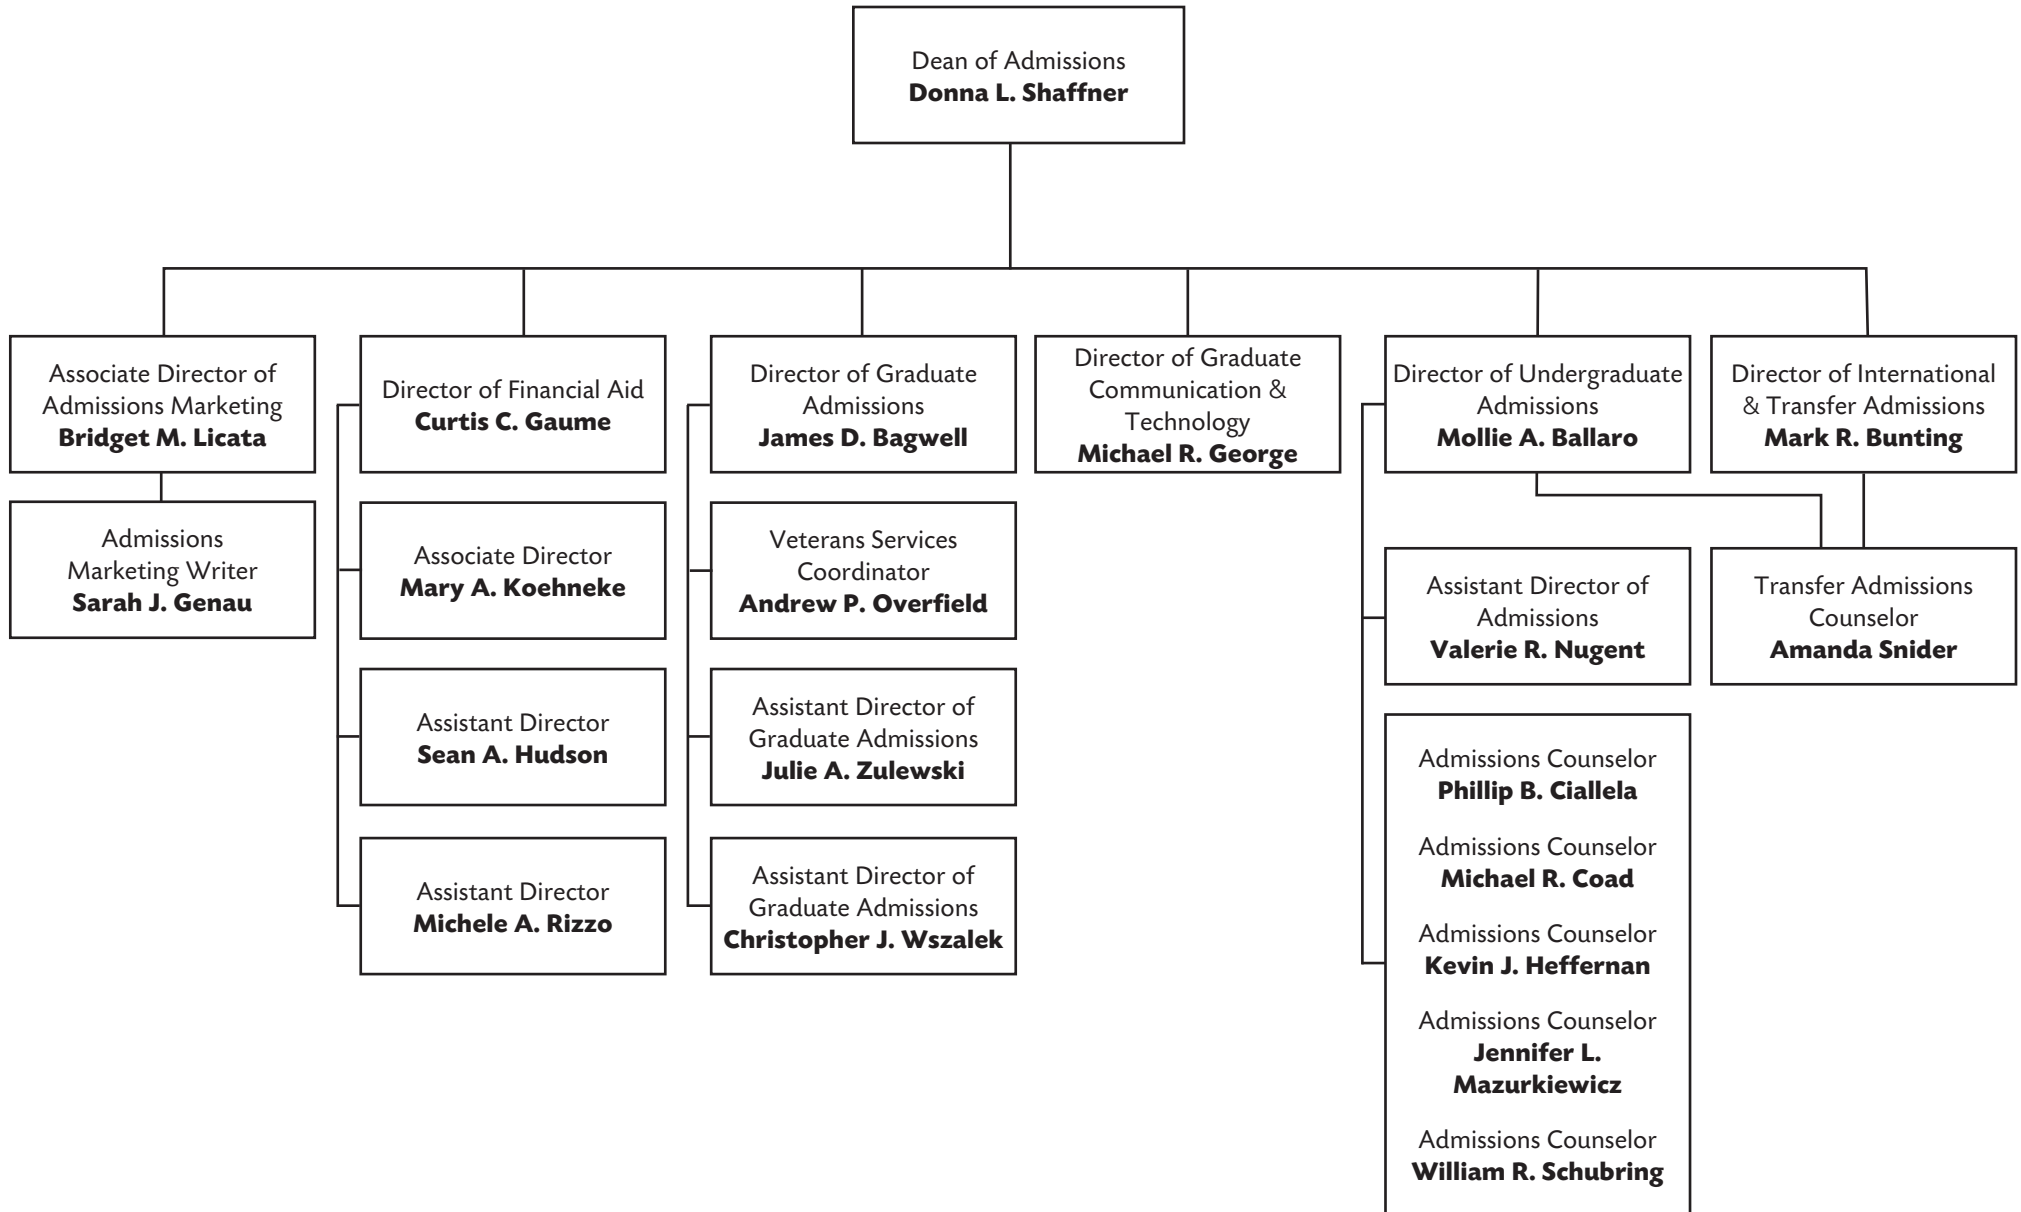 Dean of Admissions
Donna L. Shaffner
Associate Director of
Admissions Marketing
Bridget M. Licata
Admissions
Marketing Writer
Sarah J. Genau
Director of Financial Aid
Curtis C. Gaume
Associate Director
Mary A. Koehneke
Assistant Director
Sean A. Hudson
Assistant Director
Michele A. Rizzo
Director of Graduate
Admissions
James D. Bagwell
Veterans Services
Coordinator
Andrew P. Overfield
Assistant Director of
Graduate Admissions
Julie A. Zulewski
Assistant Director of
Graduate Admissions
Christopher J. Wszalek
Director of Graduate
Communication &
Technology
Michael R. George
Director of Undergraduate
Admissions
Mollie A. Ballaro
Assistant Director of
Admissions
Valerie R. Nugent
Admissions Counselor
Phillip B. Ciallela
Admissions Counselor
Michael R. Coad
Admissions Counselor
Kevin J. Heffernan
Admissions Counselor
Jennifer L.
Mazurkiewicz
Admissions Counselor
William R. Schubring
Director of International
& Transfer Admissions
Mark R. Bunting
Transfer Admissions
Counselor
Amanda Snider